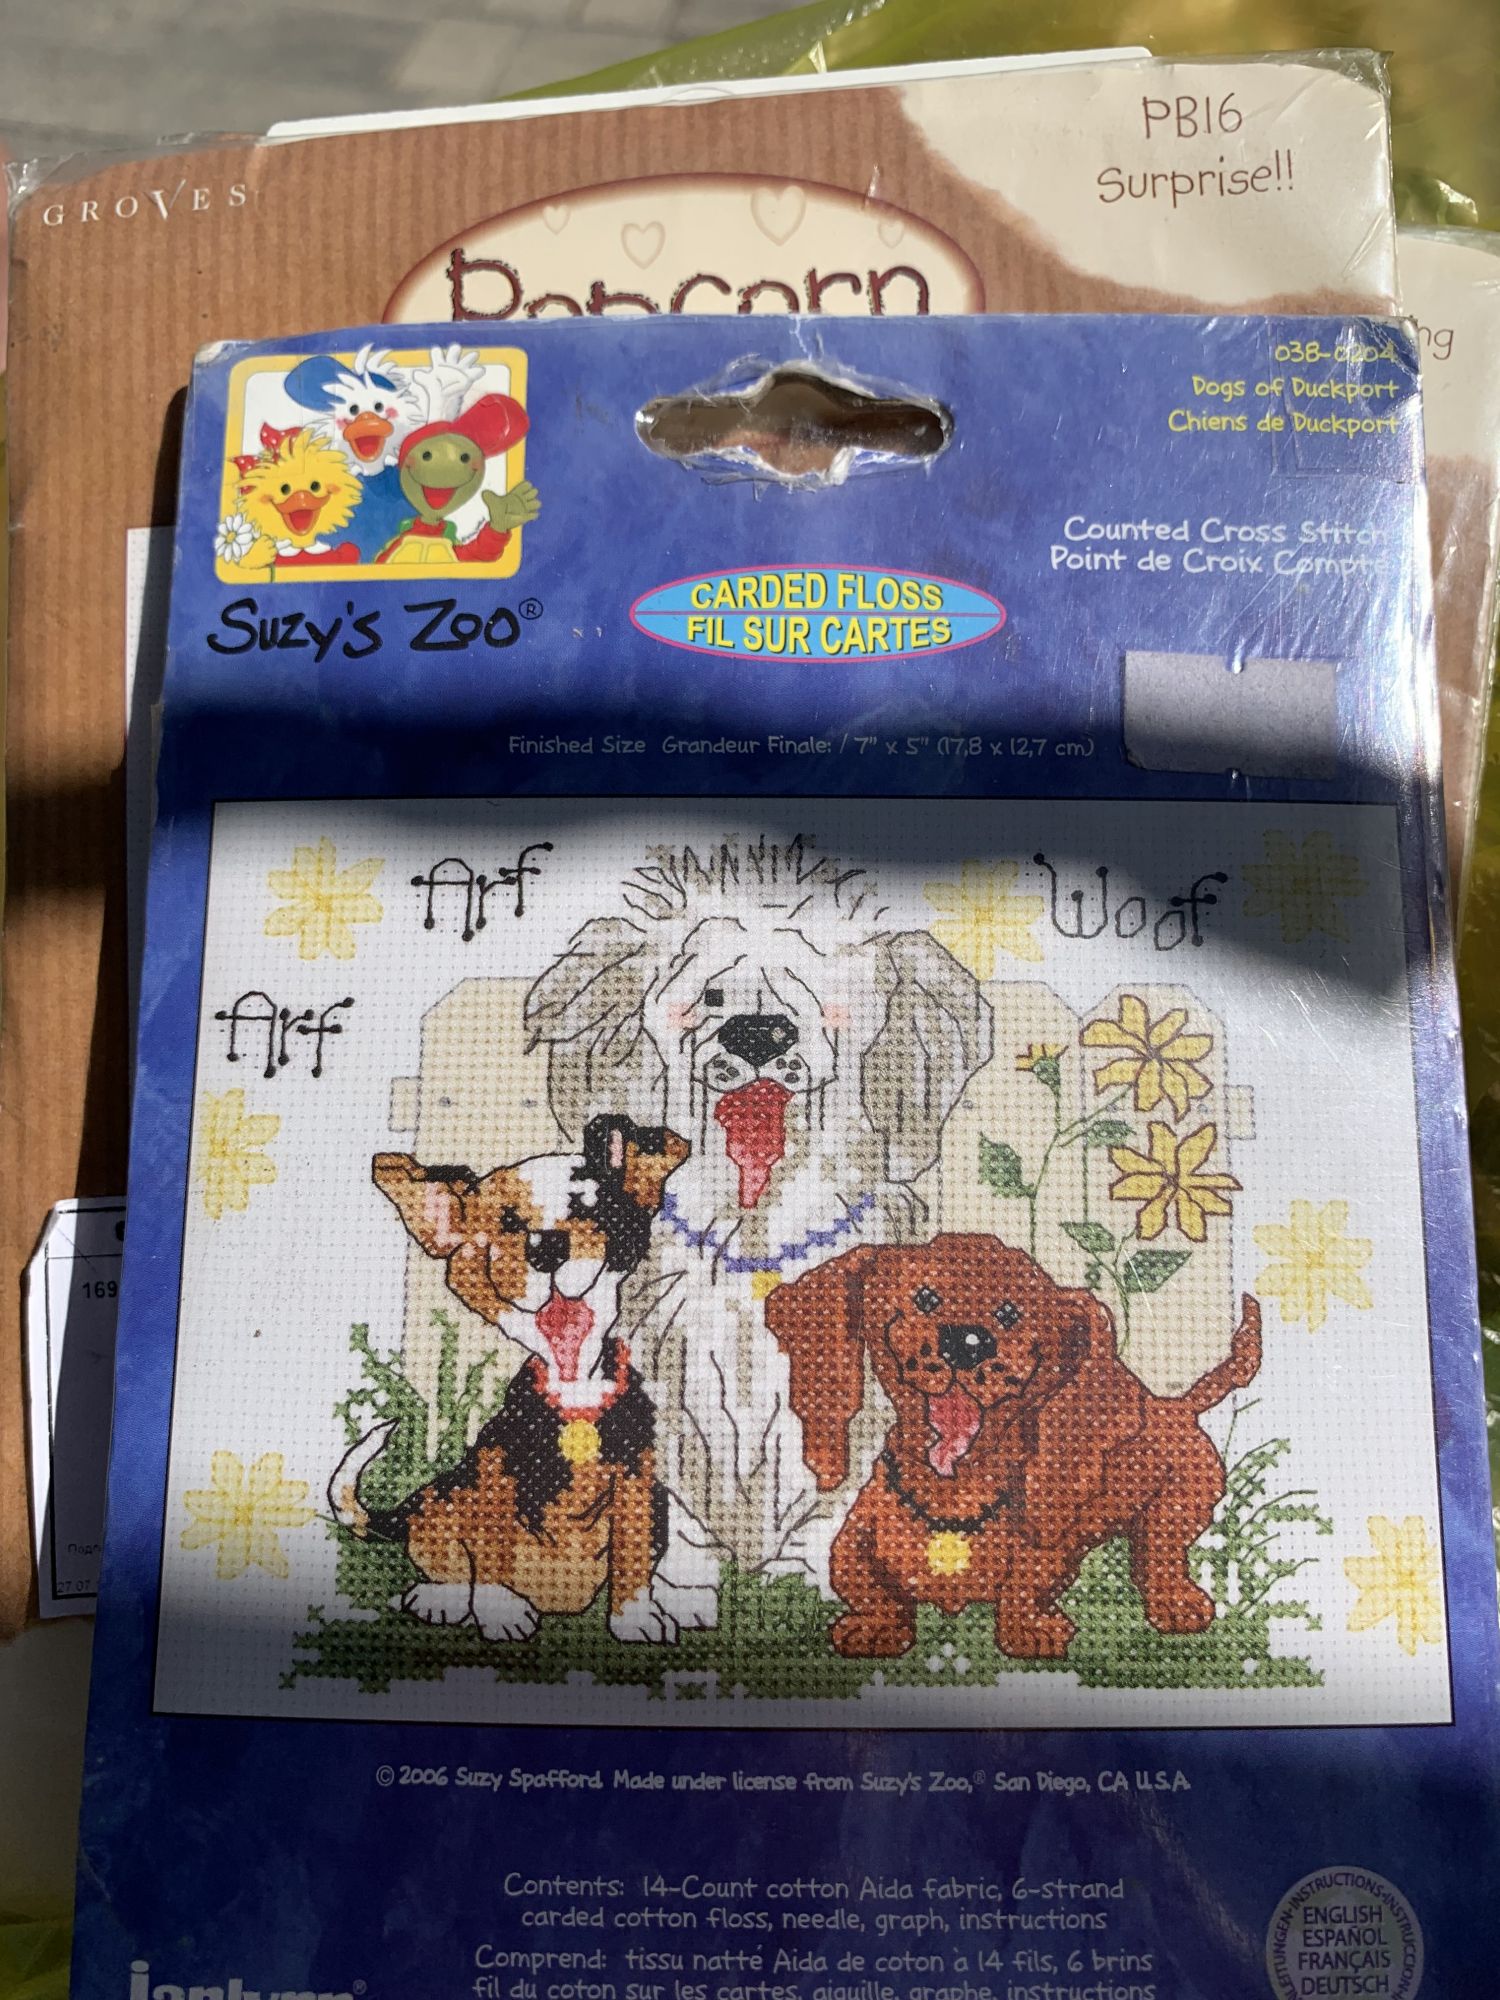 GROVES
PB16
Surprise!!
Popcorn
038-0204
Dogs of Duckport
Chiens de Duckport
Counted Cross Stitch
Point de Croix Compté
Suzy's Zoo®
CARDED FLOSS
FIL SUR CARTES
Finished Size Grandeur Finale: / 7" x 5" (17,8 x 12,7 cm)
Arf
Woof
Arf
169
27.07
© 2006 Suzy Spafford. Made under license from Suzy's Zoo,® San Diego, CA U.S.A.
Contents: 14-Count cotton Aida fabric, 6-strand
carded cotton floss, needle, graph, instructions
Comprend: tissu natté Aida de coton à 14 fils, 6 brins
fil du coton sur les cartes, aiguille, graphe, instructions
janlynn®
INSTRUCTIONS
ENGLISH
ESPAÑOL
FRANÇAIS
DEUTSCH